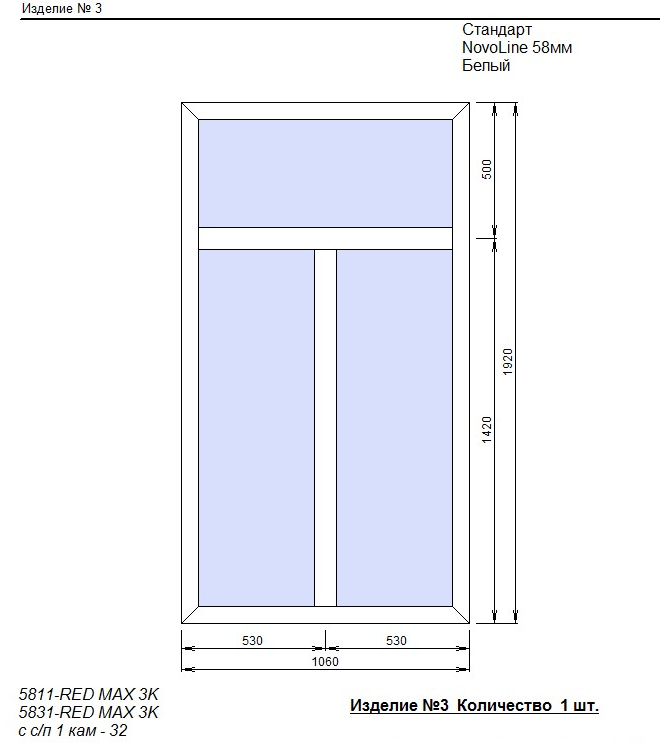 Изделие № 3
Стандарт
NovoLine 58мм
Белый
500
1920
1420
530 530
1060
5811-RED MAX 3K
5831-RED MAX 3K
с с/п 1 кам - 32
Изделие №3 Количество 1 шт.